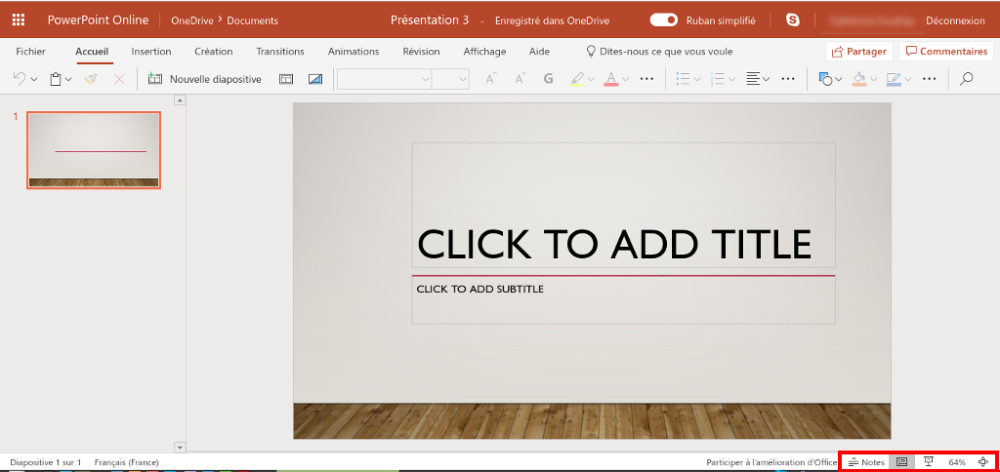 PowerPoint Online OneDrive > Documents Présentation 3 - Enregistré dans OneDrive Ruban simplifié Déconnexion
Fichier Accueil Insertion Création Transitions Animations Révision Affichage Aide Dites-nous ce que vous voule Partager Commentaires
Nouvelle diapositive A A G A
1
CLICK TO ADD TITLE
CLICK TO ADD SUBTITLE
Diapositive 1 sur 1 Français (France) Participer à l'amélioration d'Office Notes 64%